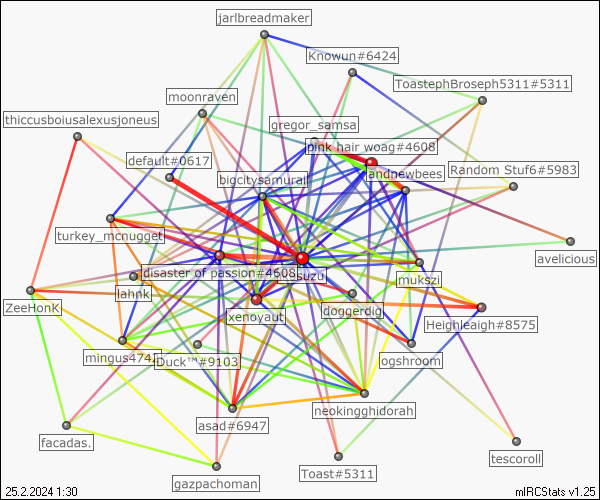 jarlbreadmaker
Knowun#6424
ToastephBroseph5311#5311
moonraven
thiccusboiusalexusjoneus
gregor_samsa
pink hair woag#4608
default#0617
andnewbees
Random Stuf6#5983
bigcitysamurai
turkey_mcnugget
avelicious
disaster of passion#4608
suzu
mukszi
lahnk
ZeeHonK
xenoyaut
doggerdig
Heighleaigh#8575
mingus474
Duck™#9103
ogshroom
neokingghidorah
asad#6947
facadas.
tescoroll
Toast#5311
gazpachoman
25.2.2024 1:30
mIRCStats v1.25